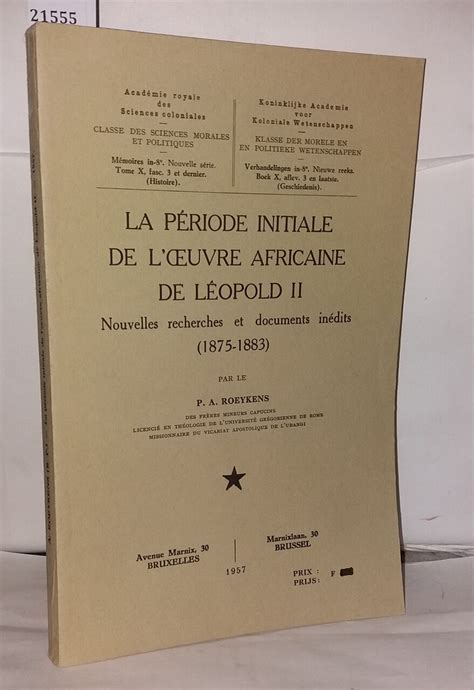 21555
Académie royale
des
Sciences coloniales
CLASSE DES SCIENCES MORALES
ET POLITIQUES
Mémoires in-8°. Nouvelle série.
Tome X, fasc. 3 et dernier.
(Histoire).
Koninklijke Academie
voor
Koloniale Wetenschappen
KLASSE DER MORELE EN
EN POLITIEKE WETENSCHAPPEN
Verhandelingen in-8°. Nieuwe reeks.
Boek X, aflev. 3 en laatste.
(Geschiedenis).
LA PÉRIODE INITIALE
DE L'ŒUVRE AFRICAINE
DE LÉOPOLD II
Nouvelles recherches et documents inédits
(1875-1883)
PAR LE
P. A. ROEYKENS
DES FRÈRES MINEURS CAPUCINS
LICENCIÉ EN THÉOLOGIE DE L'UNIVERSITÉ GRÉGORIENNE DE ROME
MISSIONNAIRE DU VICARIAT APOSTOLIQUE DE L'UBANGI
Avenue Marnix, 30
BRUXELLES
Marnixlaan, 30
BRUSSEL
1957
PRIX : F
PRIJS: